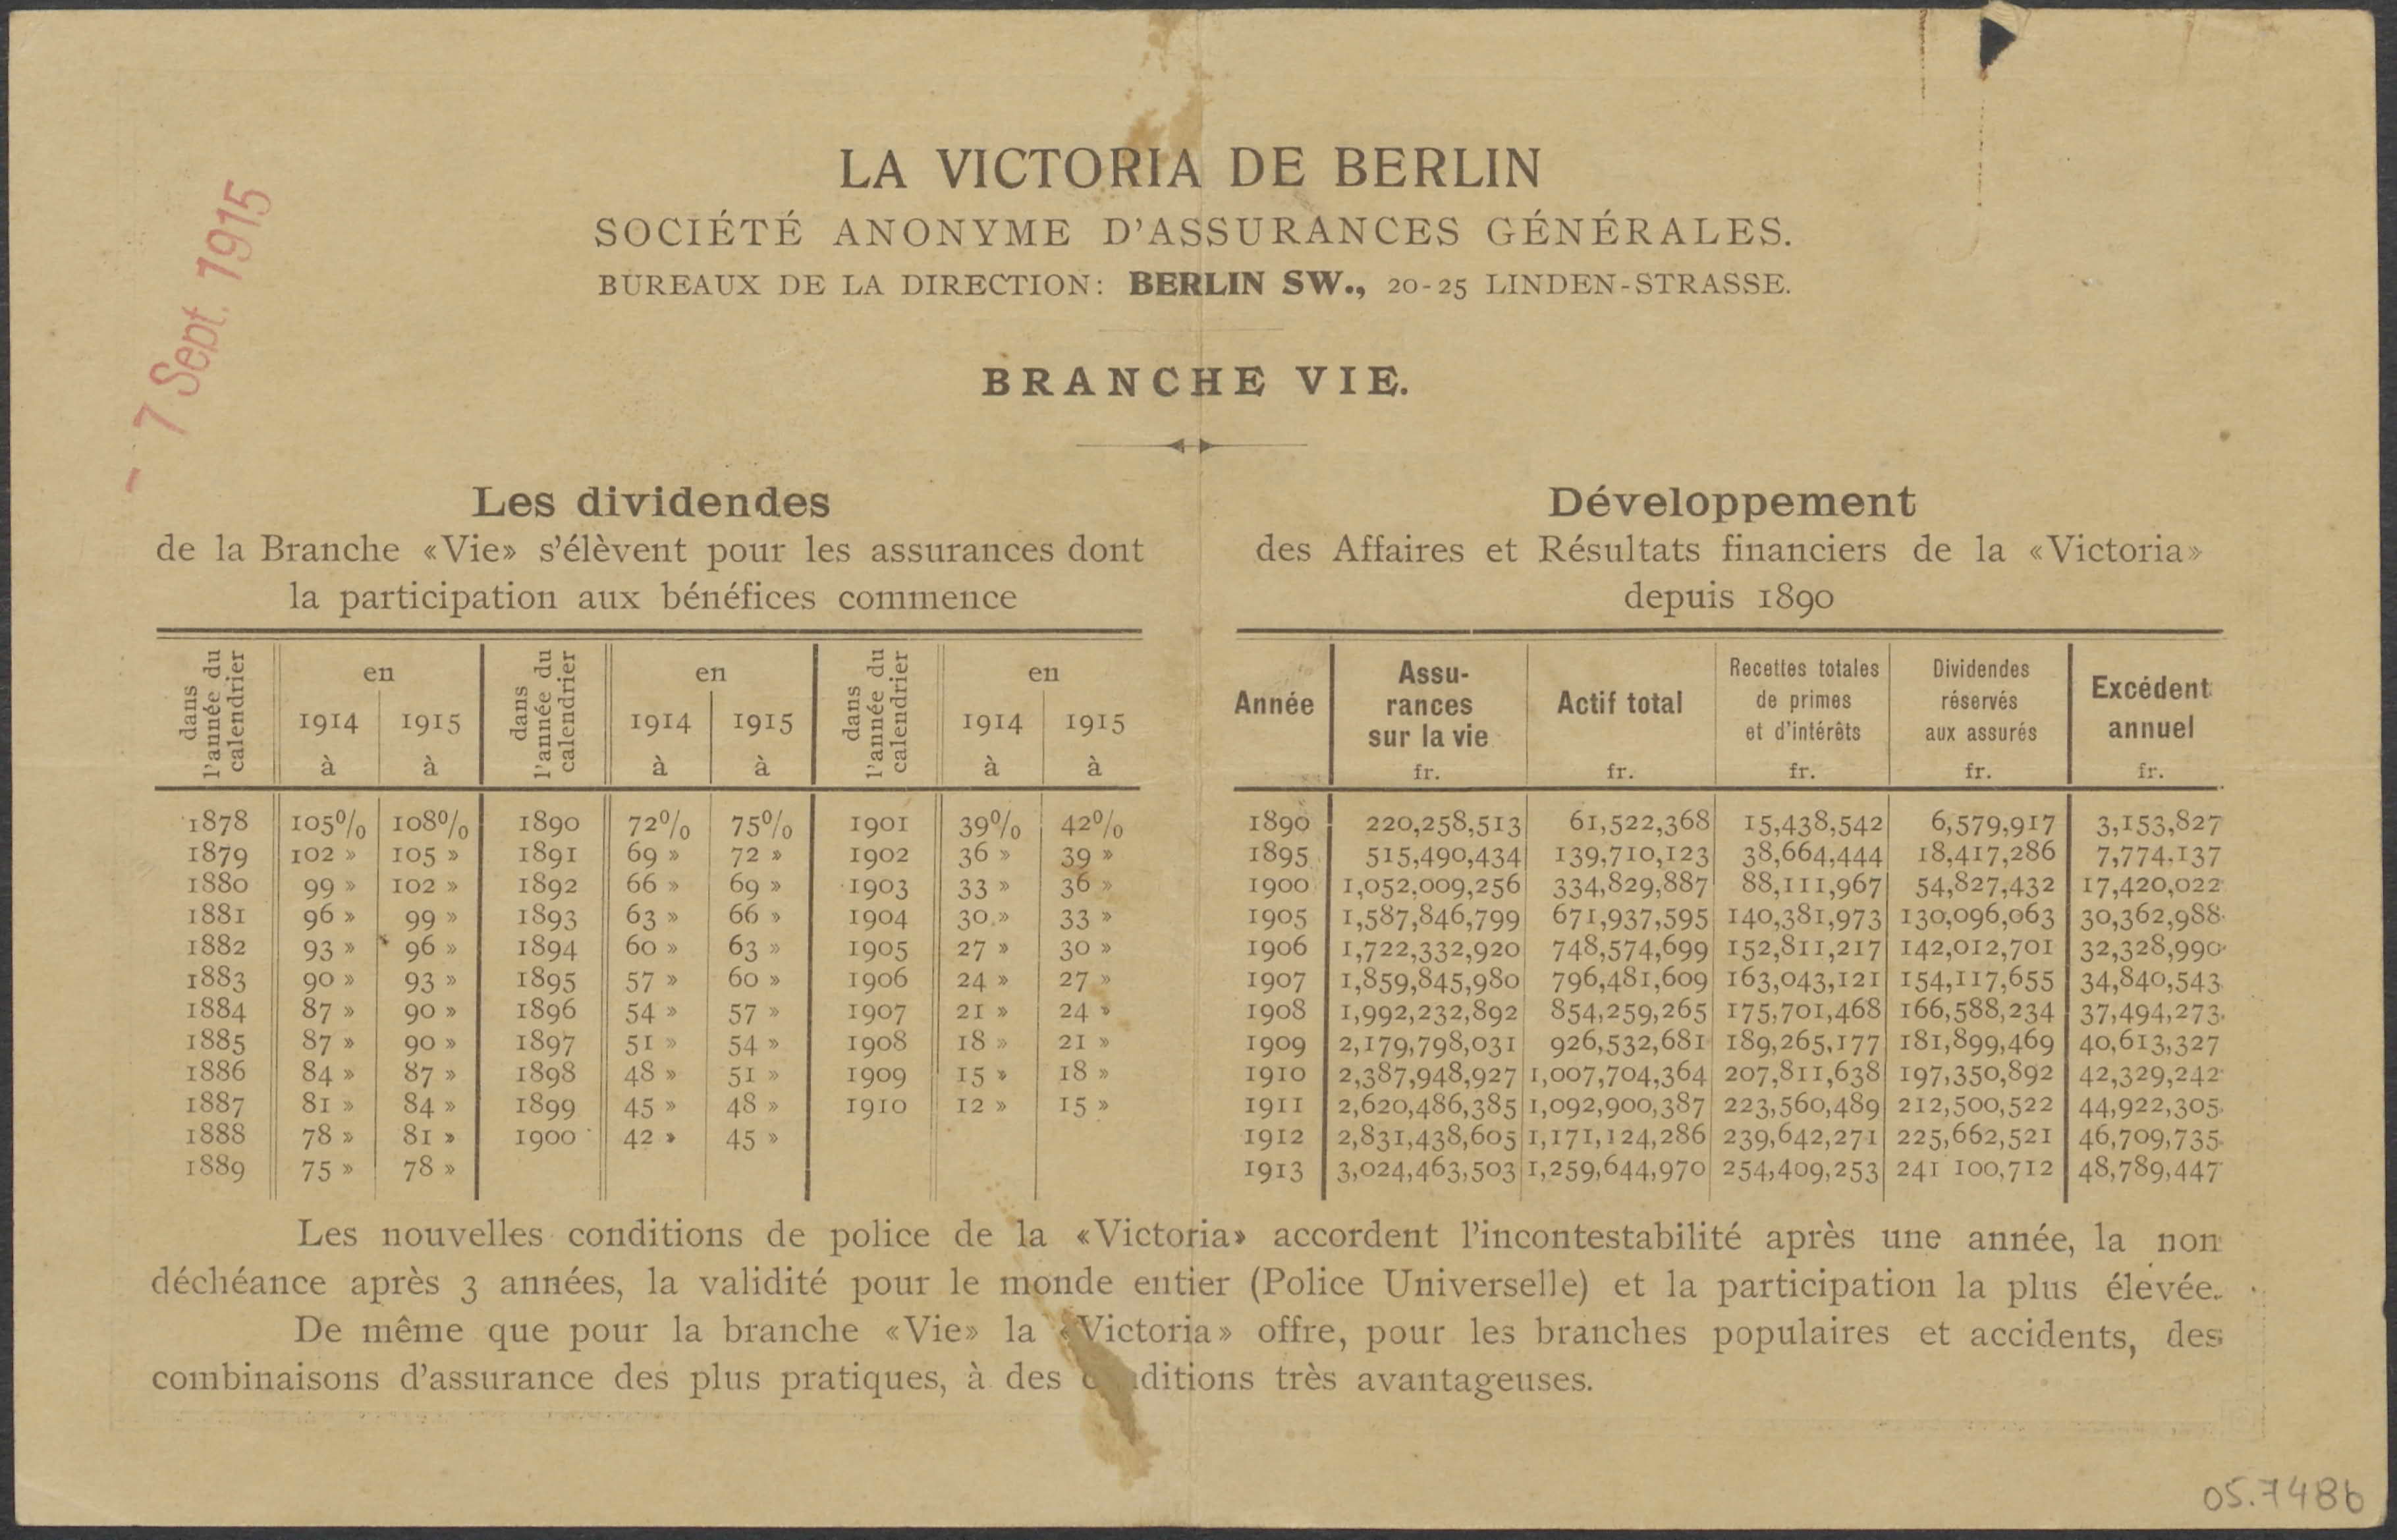 - 7 Sept. 1915
LA VICTORIA DE BERLIN
SOCIÉTÉ ANONYME D'ASSURANCES GÉNÉRALES.
BUREAUX DE LA DIRECTION: BERLIN SW., 20-25 LINDEN-STRASSE.
BRANCHE VIE.
Les dividendes
de la Branche «Vie» s'élèvent pour les assurances dont
la participation aux bénéfices commence
dans l'année du calendrier | en 1914 à | en 1915 à | dans l'année du calendrier | en 1914 à | en 1915 à | dans l'année du calendrier | en 1914 à | en 1915 à
1878 105% 108% 1890 72% 75% 1901 39% 42%
1879 102 » 105 » 1891 69 » 72 » 1902 36 » 39 »
1880 99 » 102 » 1892 66 » 69 » 1903 33 » 36 »
1881 96 » 99 » 1893 63 » 66 » 1904 30 » 33 »
1882 93 » 96 » 1894 60 » 63 » 1905 27 » 30 »
1883 90 » 93 » 1895 57 » 60 » 1906 24 » 27 »
1884 87 » 90 » 1896 54 » 57 » 1907 21 » 24 »
1885 87 » 90 » 1897 51 » 54 » 1908 18 » 21 »
1886 84 » 87 » 1898 48 » 51 » 1909 15 » 18 »
1887 81 » 84 » 1899 45 » 48 » 1910 12 » 15 »
1888 78 » 81 » 1900 42 » 45 »
1889 75 » 78 »
Développement
des Affaires et Résultats financiers de la «Victoria»
depuis 1890
Année | Assu-rances sur la vie fr. | Actif total fr. | Recettes totales de primes et d'intérêts fr. | Dividendes réservés aux assurés fr. | Excédent annuel fr.
1890 220,258,513 61,522,368 15,438,542 6,579,917 3,153,827
1895 515,490,434 139,710,123 38,664,444 18,417,286 7,774,137
1900 1,052,009,256 334,829,887 88,111,967 54,827,432 17,420,022
1905 1,587,846,799 671,937,595 140,381,973 130,096,063 30,362,988
1906 1,722,332,920 748,574,699 152,811,217 142,012,701 32,328,990
1907 1,859,845,980 796,481,609 163,043,121 154,117,655 34,840,543
1908 1,992,232,892 854,259,265 175,701,468 166,588,234 37,494,273
1909 2,179,798,031 926,532,681 189,265,177 181,899,469 40,613,327
1910 2,387,948,927 1,007,704,364 207,811,638 197,350,892 42,329,242
1911 2,620,486,385 1,092,900,387 223,560,489 212,500,522 44,922,305
1912 2,831,438,605 1,171,124,286 239,642,271 225,662,521 46,709,735
1913 3,024,463,503 1,259,644,970 254,409,253 241 100,712 48,789,447
Les nouvelles conditions de police de la «Victoria» accordent l'incontestabilité après une année, la non
déchéance après 3 années, la validité pour le monde entier (Police Universelle) et la participation la plus élevée.
De même que pour la branche «Vie» la «Victoria» offre, pour les branches populaires et accidents, des
combinaisons d'assurance des plus pratiques, à des c ditions très avantageuses.
05.748b